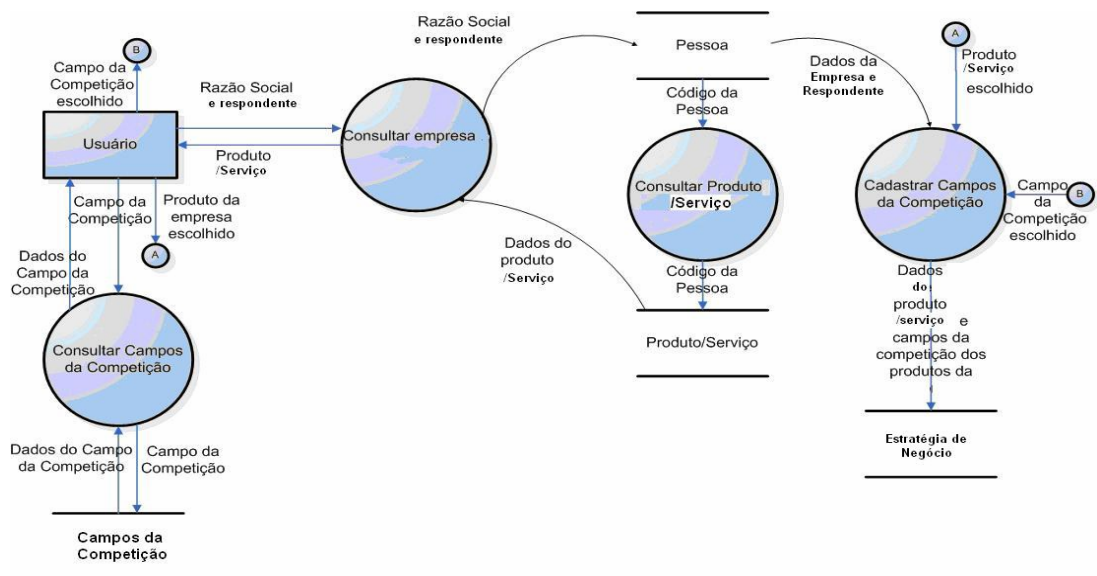 B
Campo da
Competição
escolhido
Razão Social
e respondente
Usuário
Produto
/Serviço
Consultar empresa
Razão Social
e respondente
Pessoa
Dados da
Empresa e
Respondente
A
Produto
/Serviço
escolhido
Código da
Pessoa
Consultar Produto
/Serviço
Cadastrar Campos
da Competição
Campo
da
Competição
escolhido
B
Campo da
Competição
Produto da
empresa
escolhido
A
Dados do
Campo da
Competição
Dados do
produto
/Serviço
Código da
Pessoa
Produto/Serviço
Dados
do
produto
/serviço e
campos da
competição dos
produtos da
Consultar Campos
da Competição
Dados do Campo
da Competição
Campo da
Competição
Estratégia de
Negócio
Campos da
Competição